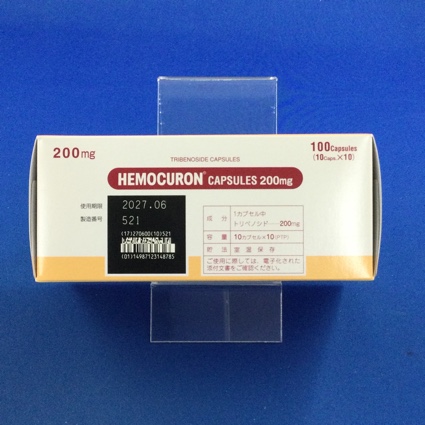 200mg
100Capsules
(10Caps.×10)
TRIBENOSIDE CAPSULES
HEMOCURON® CAPSULES 200mg
使用期限 2027.06
製造番号 521
(17)270600(10)521
(01)14987123148785
成分 1カプセル中
トリベノシド……200mg
容量 10カプセル×10(PTP)
貯法 室温保存
ご使用に際しては、電子化された
添付文書をご確認ください。